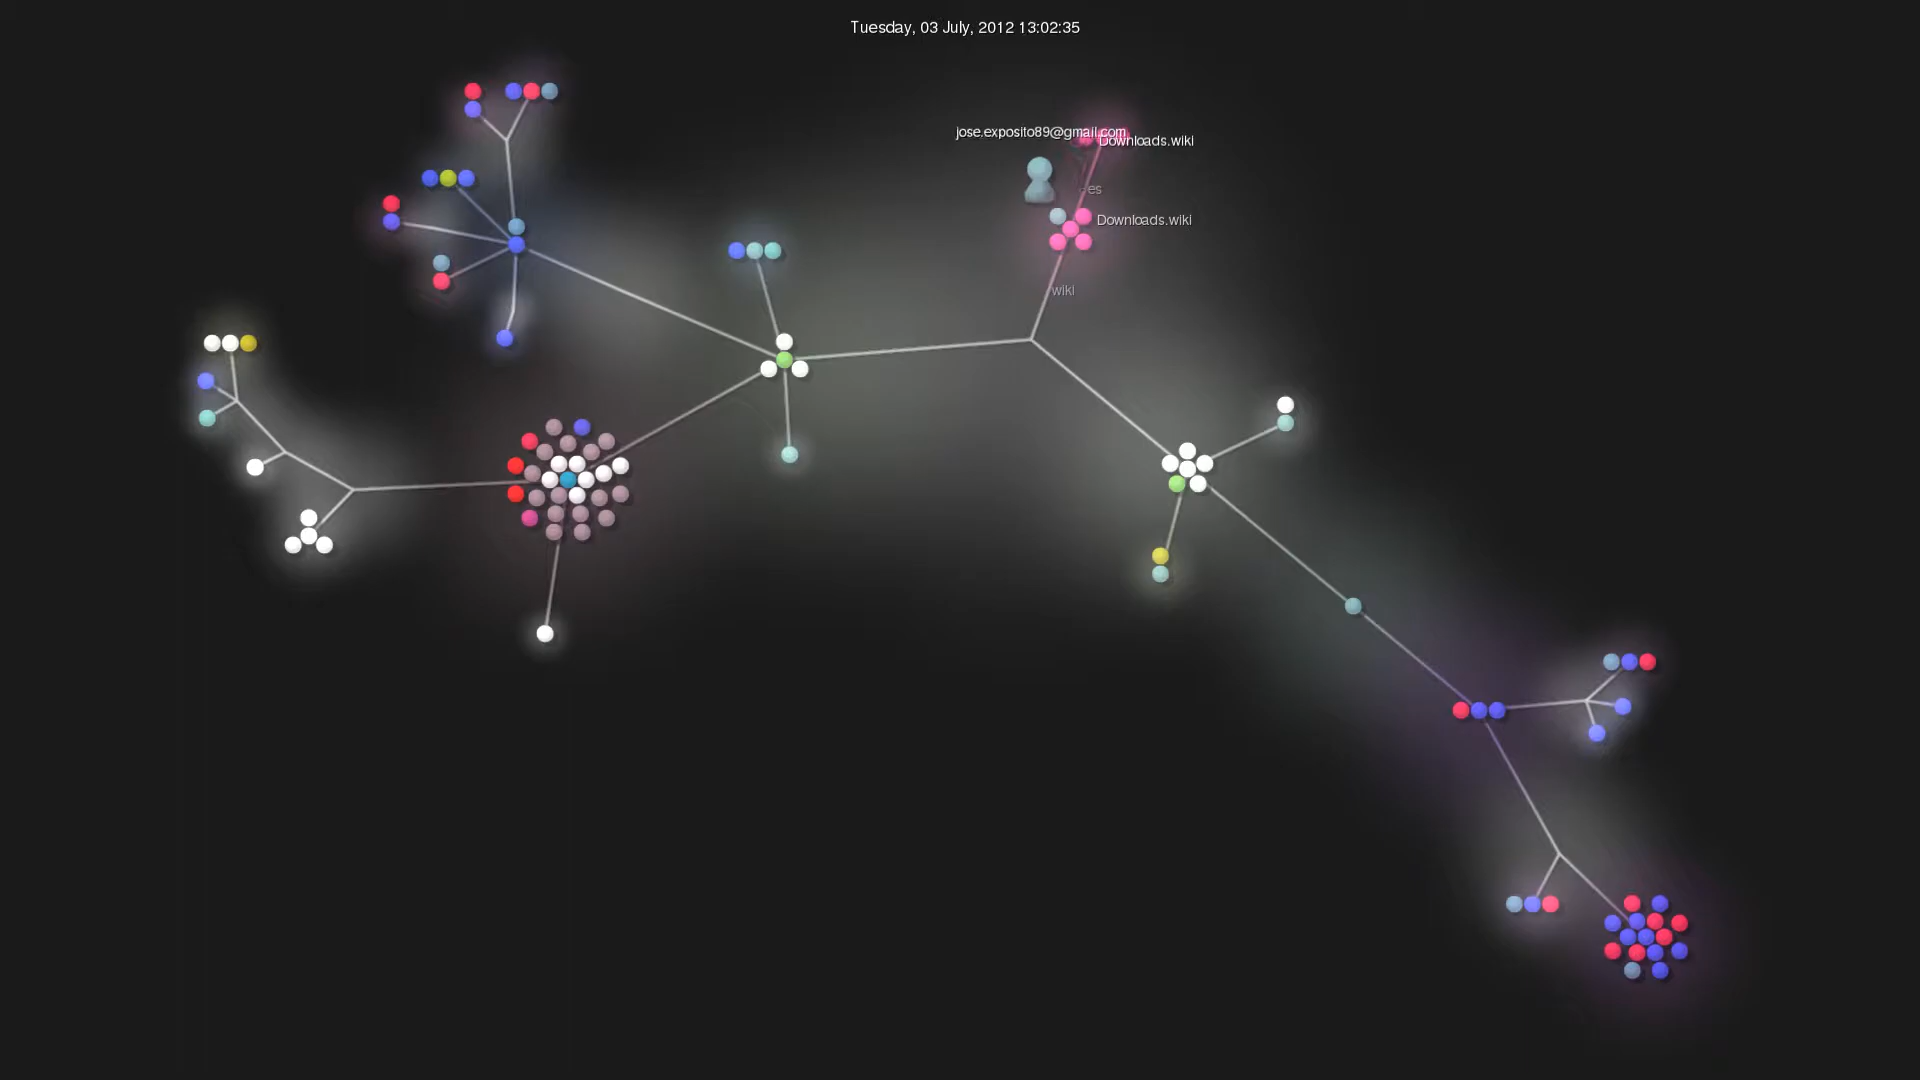 Tuesday, 03 July, 2012 13:02:35
jose.exposito89@gmail.com
Downloads.wiki
es
Downloads.wiki
wiki